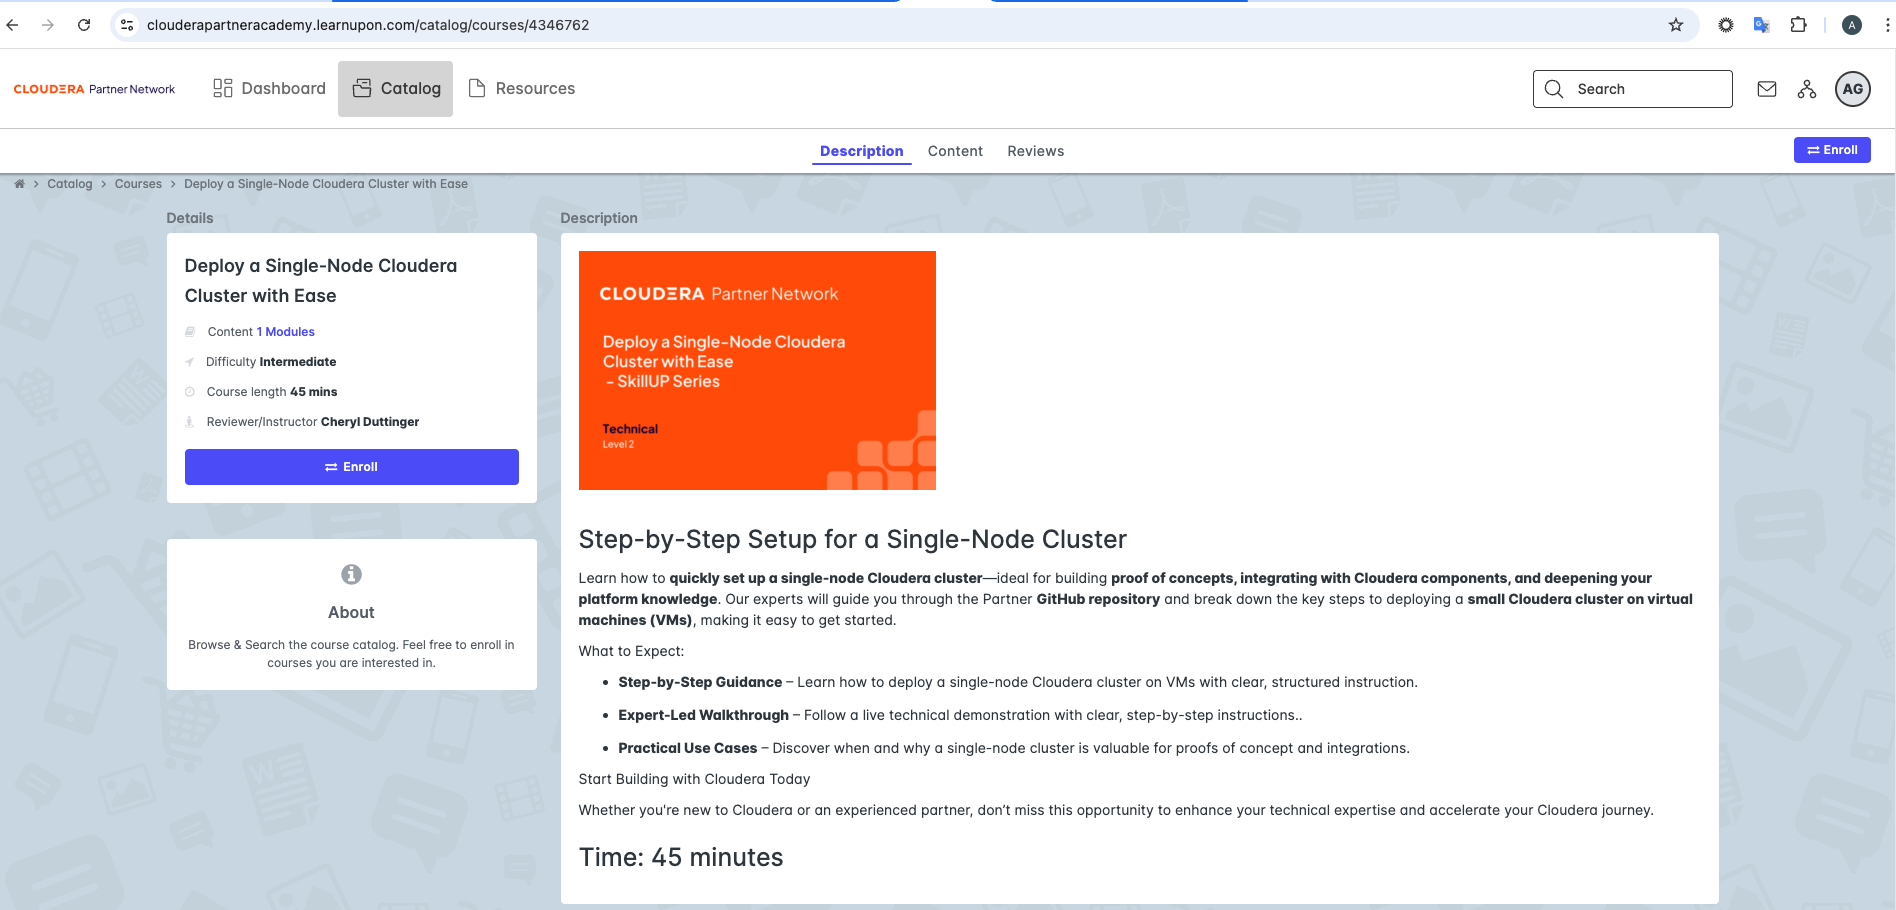 clouderapartneracademy.learnupon.com/catalog/courses/4346762
A
CLOUDERA Partner Network
Dashboard
Catalog
Resources
Search
AG
Description
Content
Reviews
Enroll
Catalog
Courses
Deploy a Single-Node Cloudera Cluster with Ease
Details
Deploy a Single-Node Cloudera
Cluster with Ease
Content 1 Modules
Difficulty Intermediate
Course length 45 mins
Reviewer/Instructor Cheryl Duttinger
Enroll
About
Browse & Search the course catalog. Feel free to enroll in
courses you are interested in.
Description
CLOUDERA Partner Network
Deploy a Single-Node Cloudera
Cluster with Ease
- SkillUP Series
Technical
Level 2
Step-by-Step Setup for a Single-Node Cluster
Learn how to quickly set up a single-node Cloudera cluster—ideal for building proof of concepts, integrating with Cloudera components, and deepening your
platform knowledge. Our experts will guide you through the Partner GitHub repository and break down the key steps to deploying a small Cloudera cluster on virtual
machines (VMs), making it easy to get started.
What to Expect:
• Step-by-Step Guidance – Learn how to deploy a single-node Cloudera cluster on VMs with clear, structured instruction.
• Expert-Led Walkthrough – Follow a live technical demonstration with clear, step-by-step instructions..
• Practical Use Cases – Discover when and why a single-node cluster is valuable for proofs of concept and integrations.
Start Building with Cloudera Today
Whether you're new to Cloudera or an experienced partner, don’t miss this opportunity to enhance your technical expertise and accelerate your Cloudera journey.
Time: 45 minutes